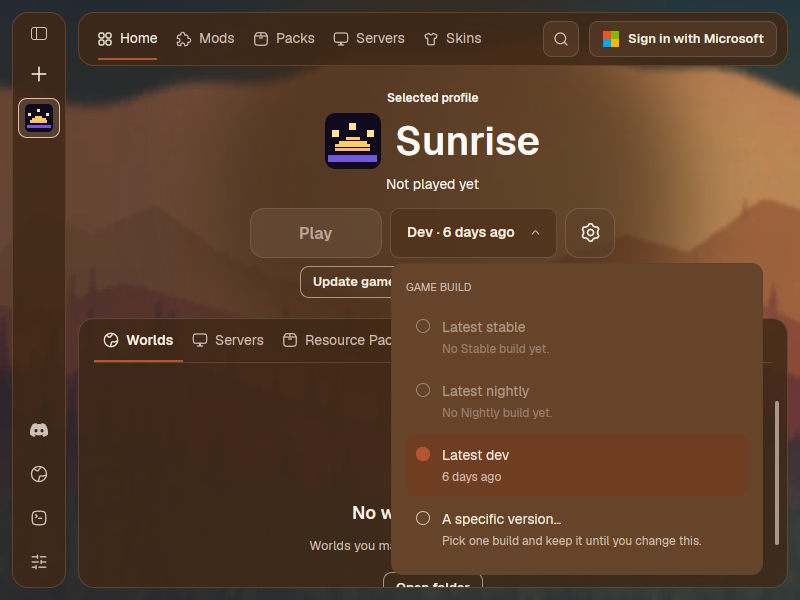 Home
Mods
Packs
Servers
Skins
Sign in with Microsoft
Selected profile
Sunrise
Not played yet
Play
Dev · 6 days ago
Update game
GAME BUILD
Latest stable
No Stable build yet.
Latest nightly
No Nightly build yet.
Latest dev
6 days ago
A specific version...
Pick one build and keep it until you change this.
Worlds
Servers
Resource Pac
No w
Worlds you ma
Open folder